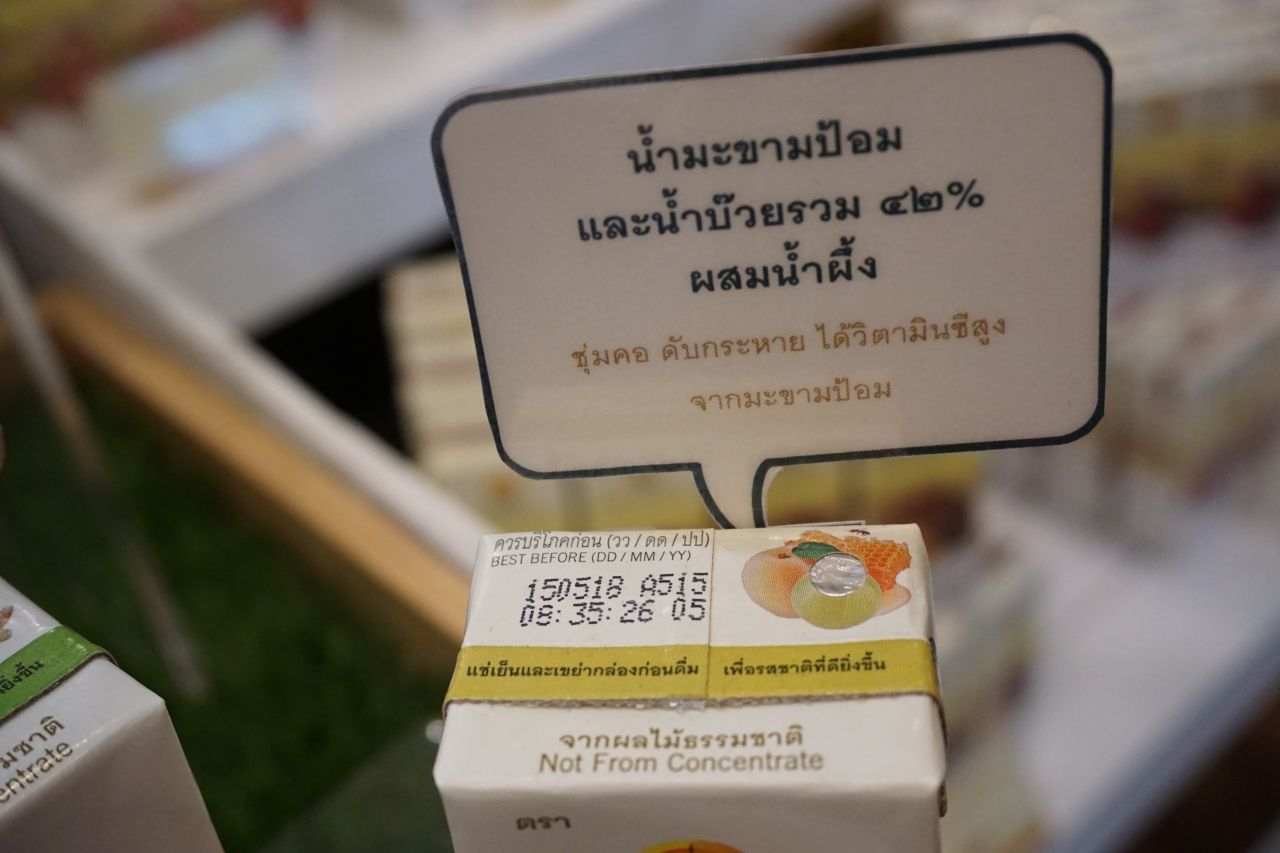 น้ำมะขามป้อม
และน้ำบ๊วยรวม ๔๒%
ผสมน้ำผึ้ง
ชุ่มคอ ดับกระหาย ได้วิตามินซีสูง
จากมะขามป้อม
ควรบริโภคก่อน (วว / ดด / ปป)
BEST BEFORE (DD / MM / YY)
150518 A515
08:35:26 05
แช่เย็นและเขย่ากล่องก่อนดื่ม เพื่อรสชาติที่ดียิ่งขึ้น
จากผลไม้ธรรมชาติ
Not From Concentrate
ตรา